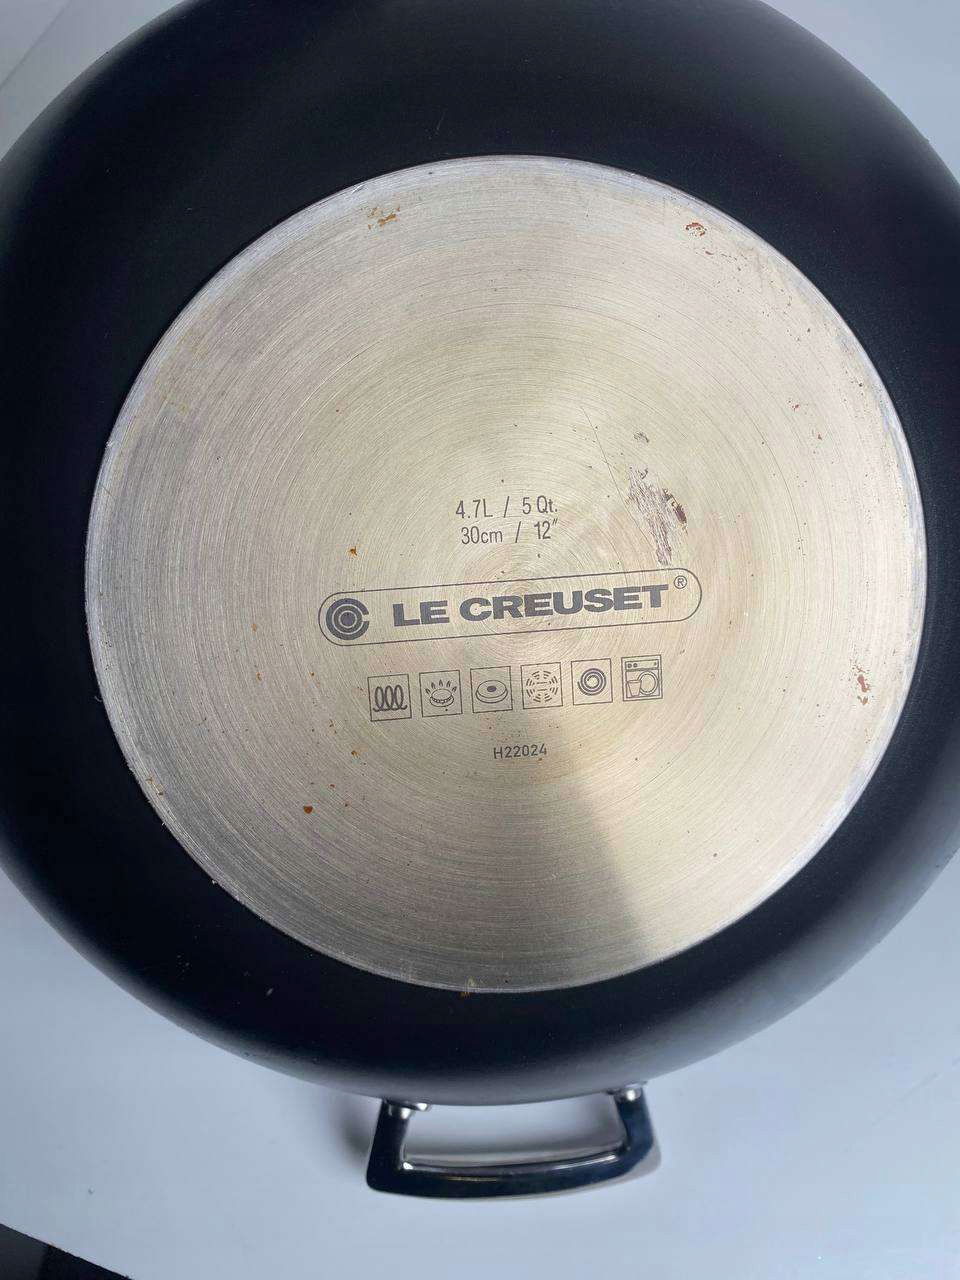 4.7L / 5 Qt.
30cm / 12"
LE CREUSET®
H22024